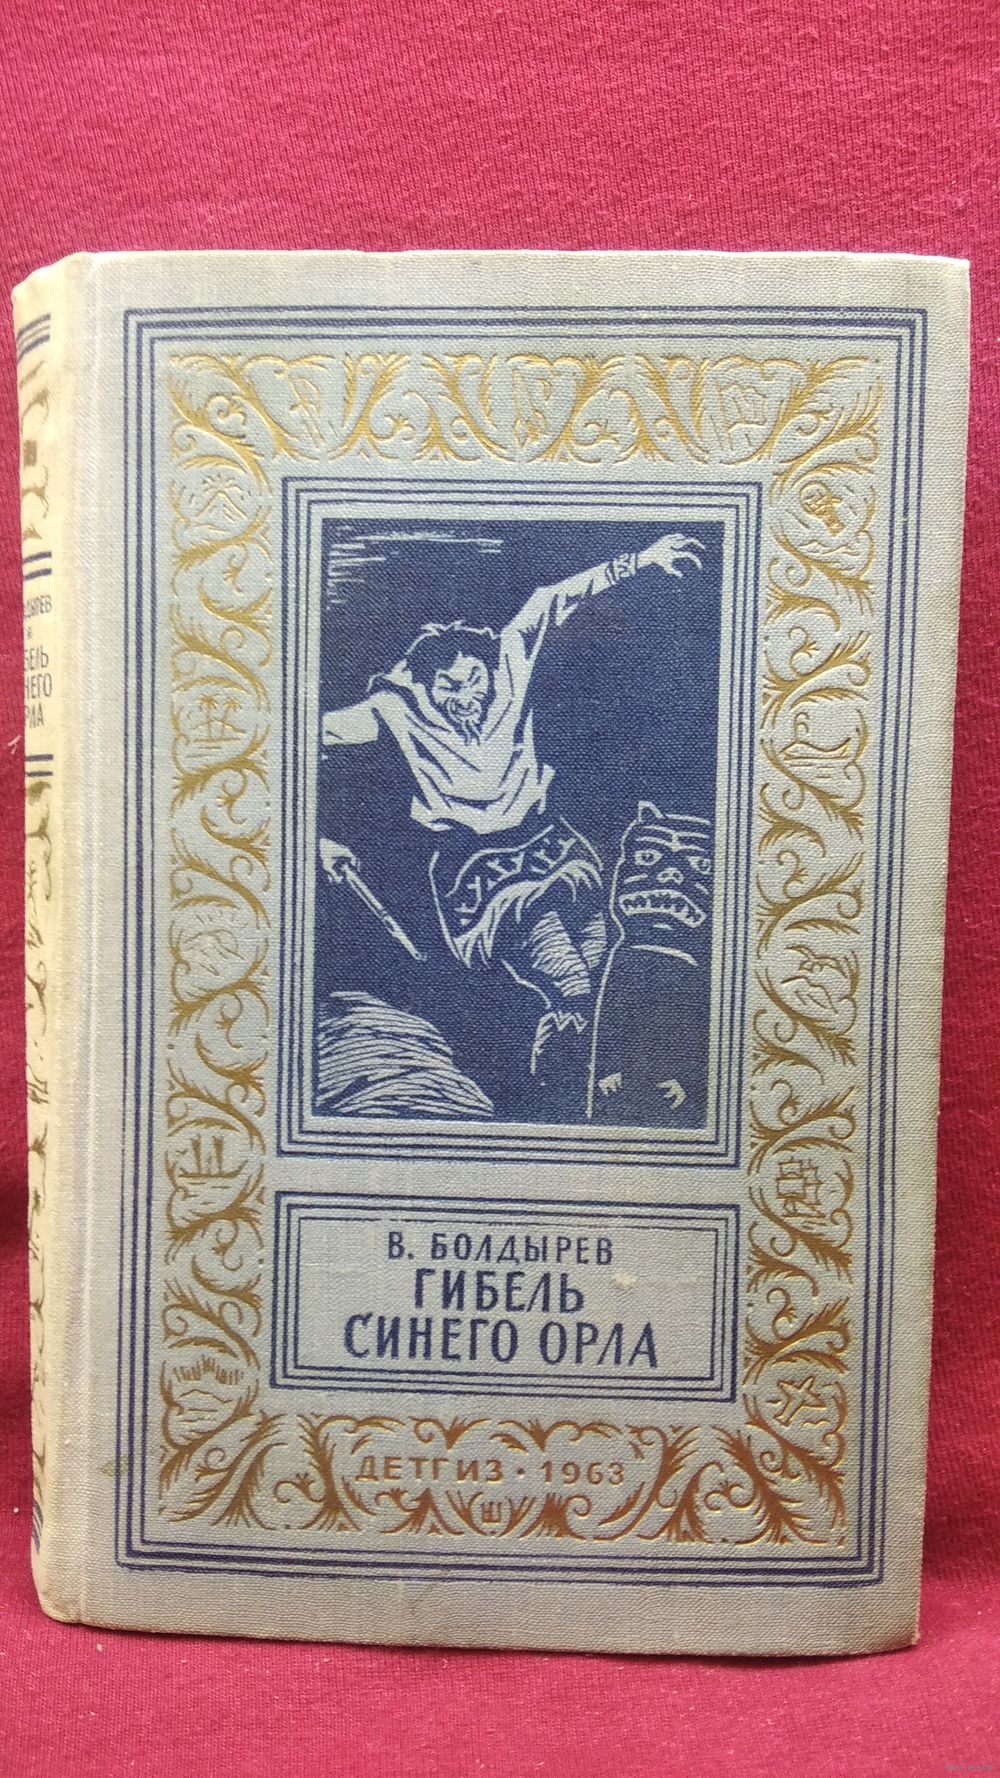 В. БОЛДЫРЕВ
ГИБЕЛЬ
СИНЕГО ОРЛА
ДЕТГИЗ · 1963